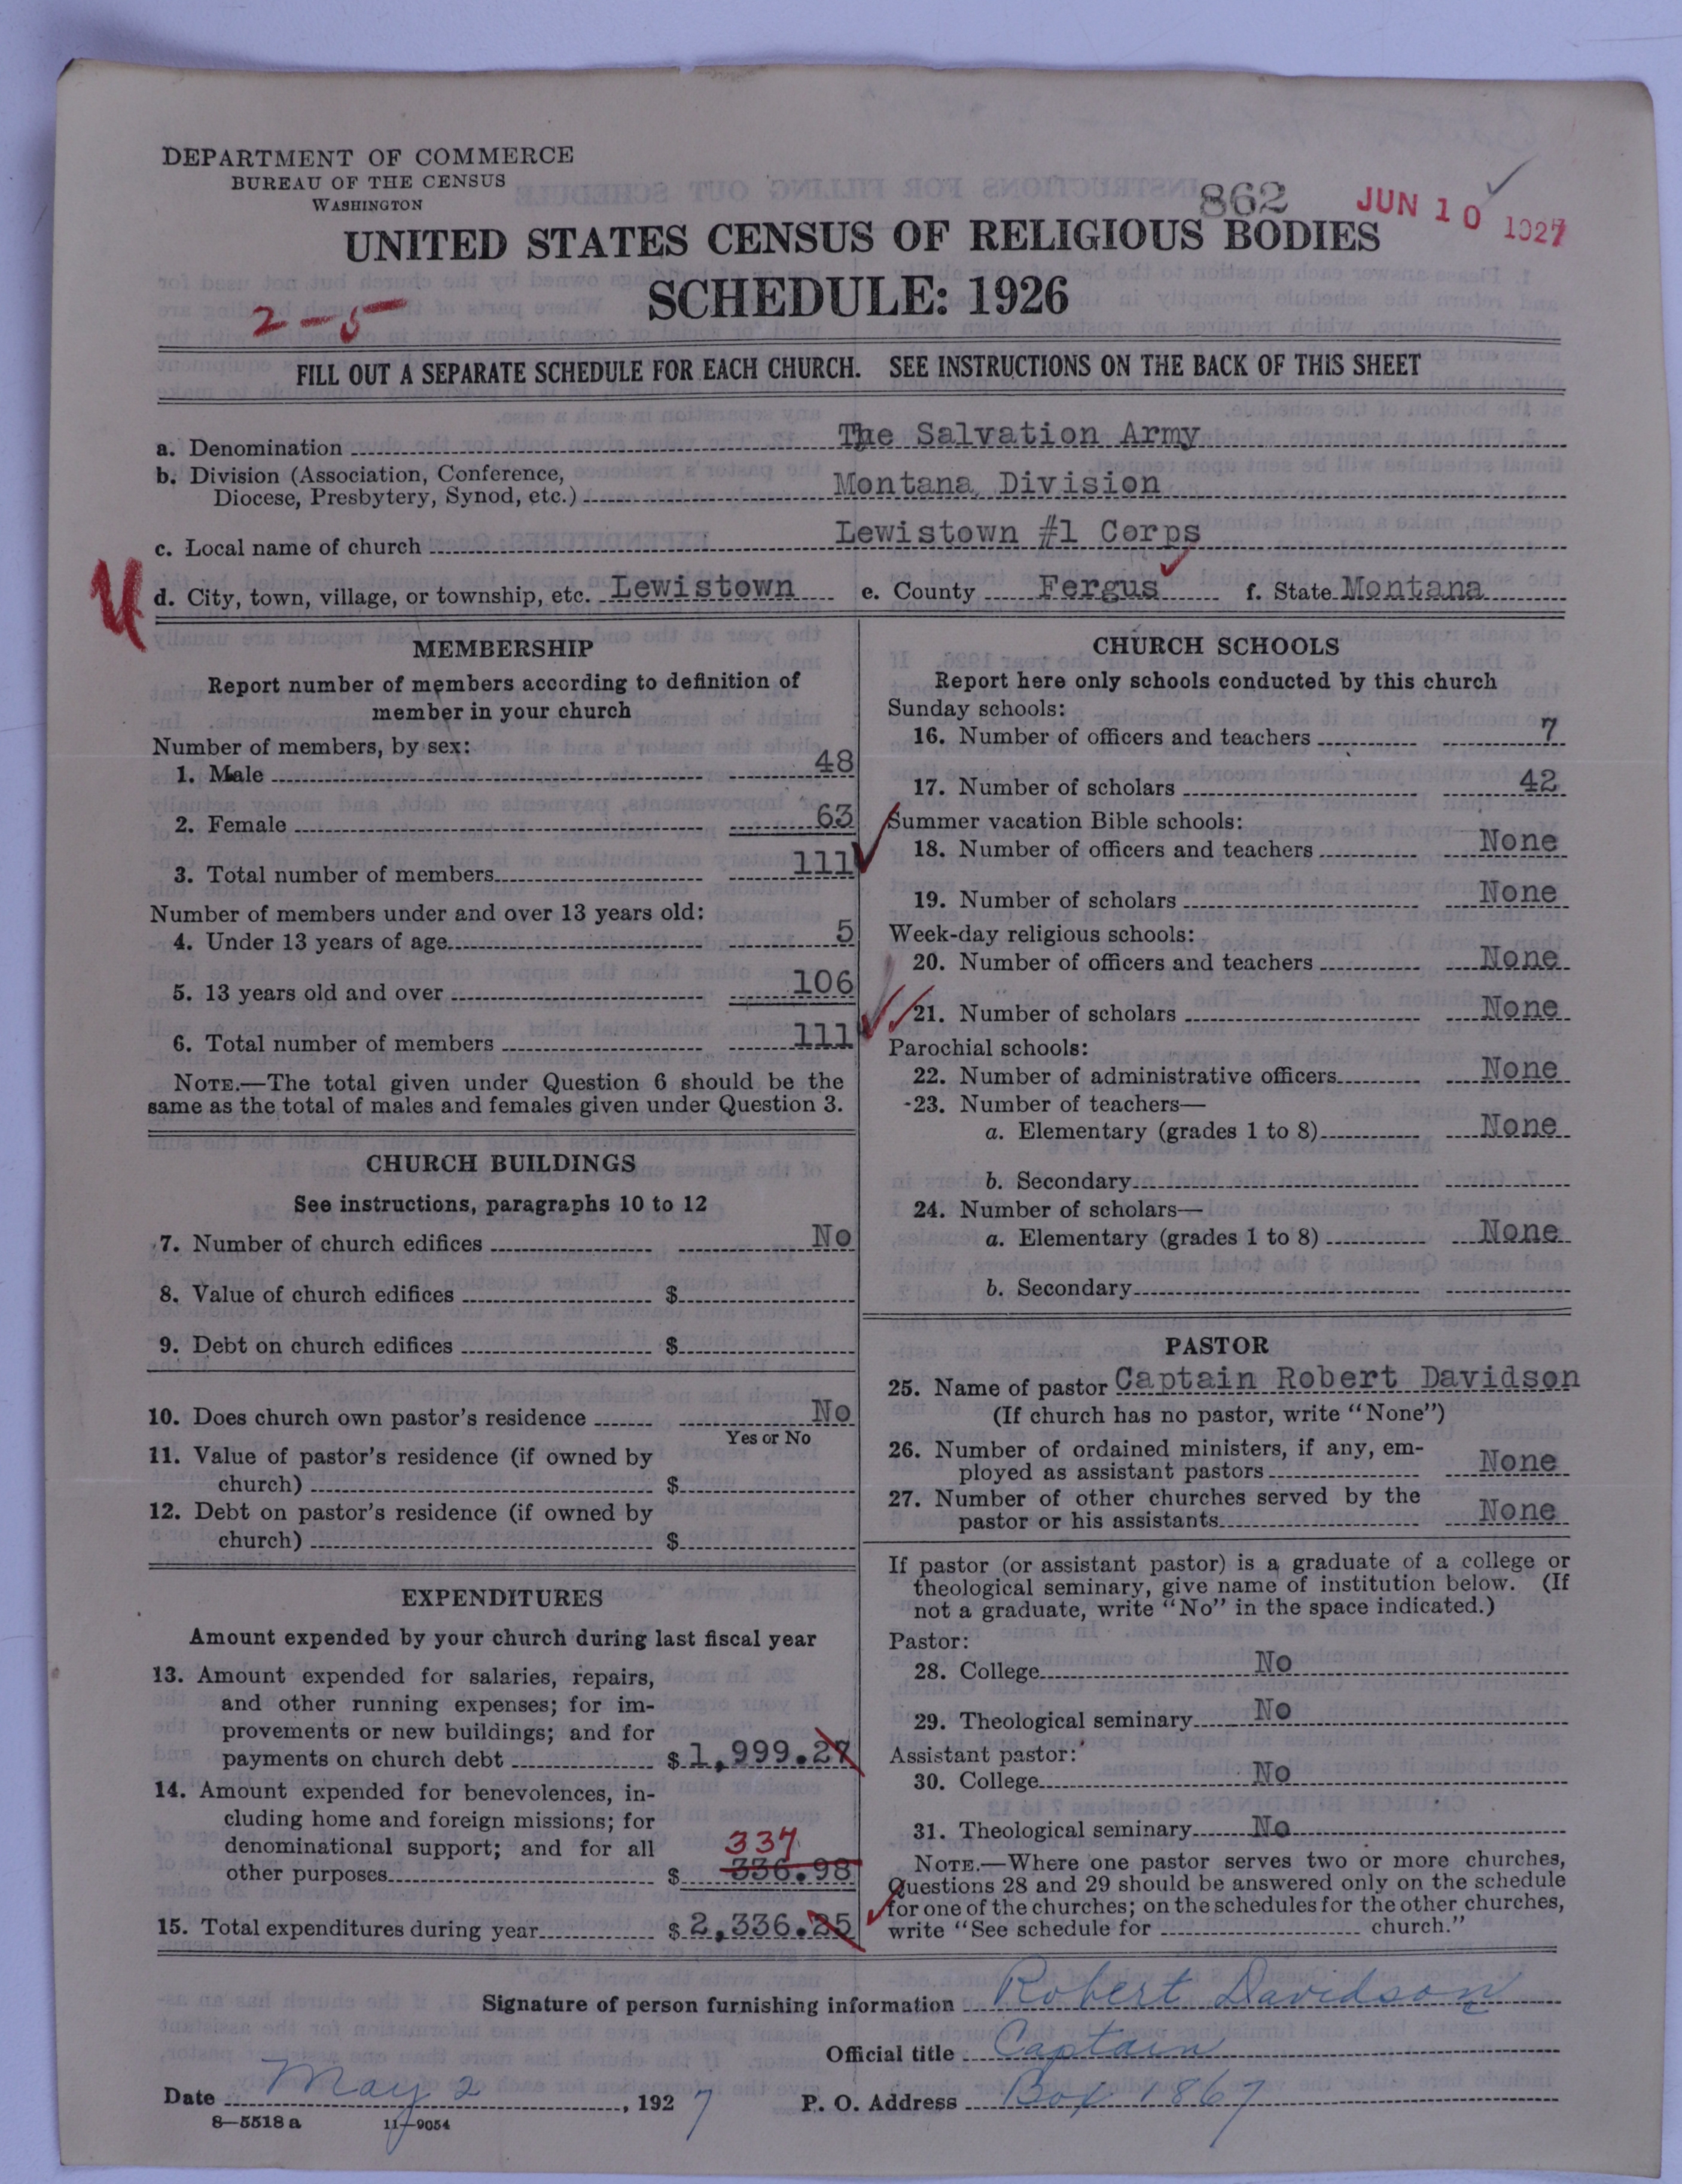 DEPARTMENT OF COMMERCE
BUREAU OF THE CENSUS
WASHINGTON
862
JUN 10 1927
UNITED STATES CENSUS OF RELIGIOUS BODIES
SCHEDULE: 1926
2-5
FILL OUT A SEPARATE SCHEDULE FOR EACH CHURCH. SEE INSTRUCTIONS ON THE BACK OF THIS SHEET
a. Denomination The Salvation Army
b. Division (Association, Conference,
Diocese, Presbytery, Synod, etc.) Montana Division
c. Local name of church Lewistown #1 Corps
d. City, town, village, or township, etc. Lewistown e. County Fergus f. State Montana
MEMBERSHIP
Report number of members according to definition of
member in your church
Number of members, by sex:
1. Male 48
2. Female 63
3. Total number of members 111
Number of members under and over 13 years old:
4. Under 13 years of age 5
5. 13 years old and over 106
6. Total number of members 111
NOTE.—The total given under Question 6 should be the
same as the total of males and females given under Question 3.
CHURCH BUILDINGS
See instructions, paragraphs 10 to 12
7. Number of church edifices No
8. Value of church edifices $
9. Debt on church edifices $
10. Does church own pastor's residence No
Yes or No
11. Value of pastor's residence (if owned by
church) $
12. Debt on pastor's residence (if owned by
church) $
EXPENDITURES
Amount expended by your church during last fiscal year
13. Amount expended for salaries, repairs,
and other running expenses; for im-
provements or new buildings; and for
payments on church debt $ 1,999.27
14. Amount expended for benevolences, in-
cluding home and foreign missions; for
denominational support; and for all 337
other purposes $ 336.98
15. Total expenditures during year $ 2,336.25
CHURCH SCHOOLS
Report here only schools conducted by this church
Sunday schools:
16. Number of officers and teachers 7
17. Number of scholars 42
Summer vacation Bible schools:
18. Number of officers and teachers None
19. Number of scholars None
Week-day religious schools:
20. Number of officers and teachers None
21. Number of scholars None
Parochial schools:
22. Number of administrative officers None
23. Number of teachers—
a. Elementary (grades 1 to 8) None
b. Secondary
24. Number of scholars—
a. Elementary (grades 1 to 8) None
b. Secondary
PASTOR
25. Name of pastor Captain Robert Davidson
(If church has no pastor, write "None")
26. Number of ordained ministers, if any, em-
ployed as assistant pastors None
27. Number of other churches served by the
pastor or his assistants None
If pastor (or assistant pastor) is a graduate of a college or
theological seminary, give name of institution below. (If
not a graduate, write "No" in the space indicated.)
Pastor:
28. College No
29. Theological seminary No
Assistant pastor:
30. College No
31. Theological seminary No
NOTE.—Where one pastor serves two or more churches,
Questions 28 and 29 should be answered only on the schedule
for one of the churches; on the schedules for the other churches,
write "See schedule for church."
Signature of person furnishing information Robert Davidson
Official title Captain
Date May 2, 1927 P. O. Address Box 1867
8—5518 a 11—9054